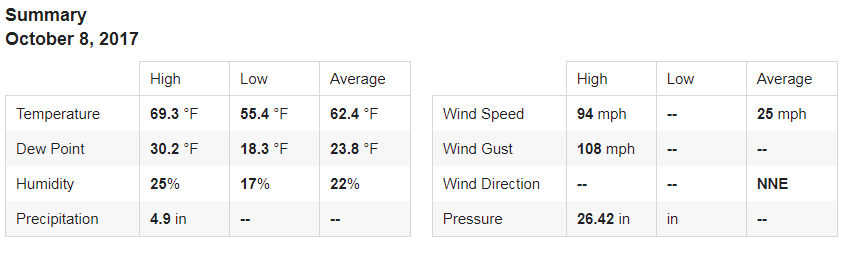 Summary
October 8, 2017
High Low Average
Temperature 69.3 °F 55.4 °F 62.4 °F
Dew Point 30.2 °F 18.3 °F 23.8 °F
Humidity 25% 17% 22%
Precipitation 4.9 in -- --
High Low Average
Wind Speed 94 mph -- 25 mph
Wind Gust 108 mph -- --
Wind Direction -- -- NNE
Pressure 26.42 in in --